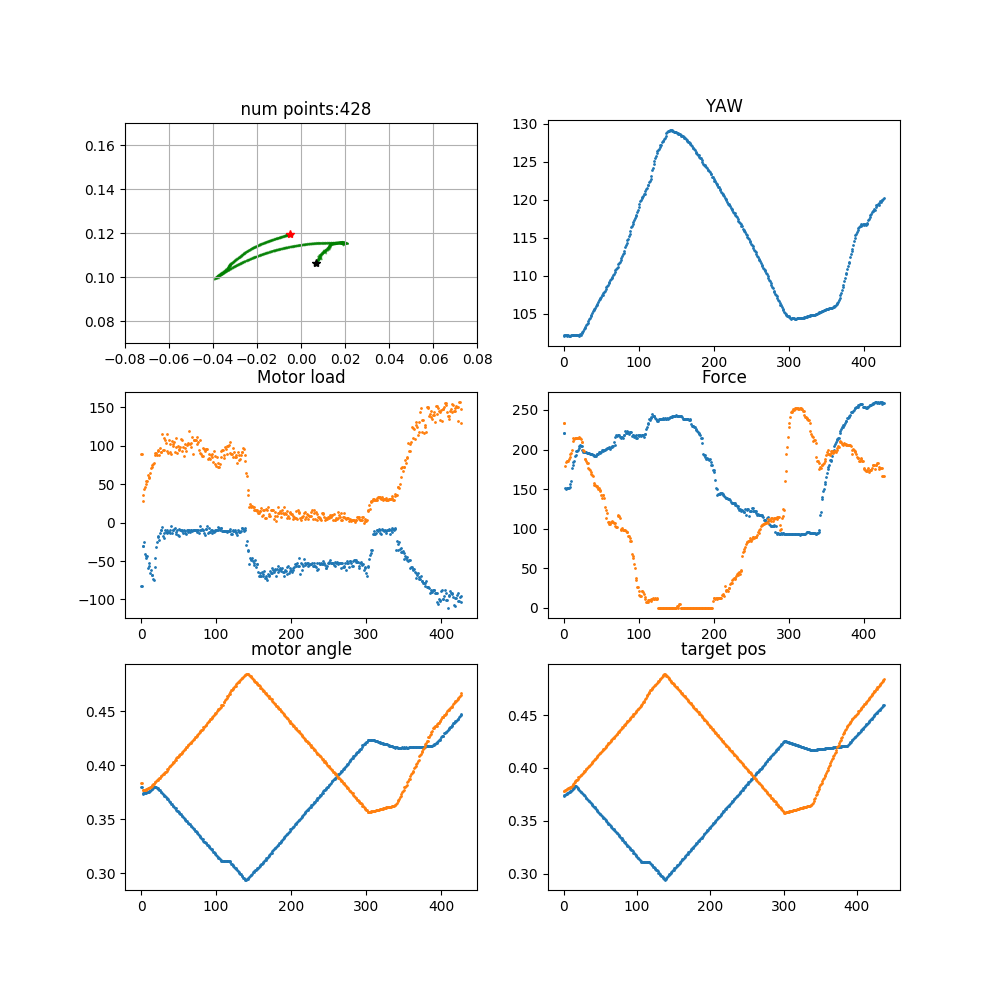 num points:428
0.16
0.14
0.12
0.10
0.08
−0.08 −0.06 −0.04 −0.02 0.00 0.02 0.04 0.06 0.08
YAW
130
125
120
115
110
105
0 100 200 300 400
Motor load
150
100
50
0
−50
−100
0 100 200 300 400
Force
250
200
150
100
50
0
0 100 200 300 400
motor angle
0.45
0.40
0.35
0.30
0 100 200 300 400
target pos
0.45
0.40
0.35
0.30
0 100 200 300 400